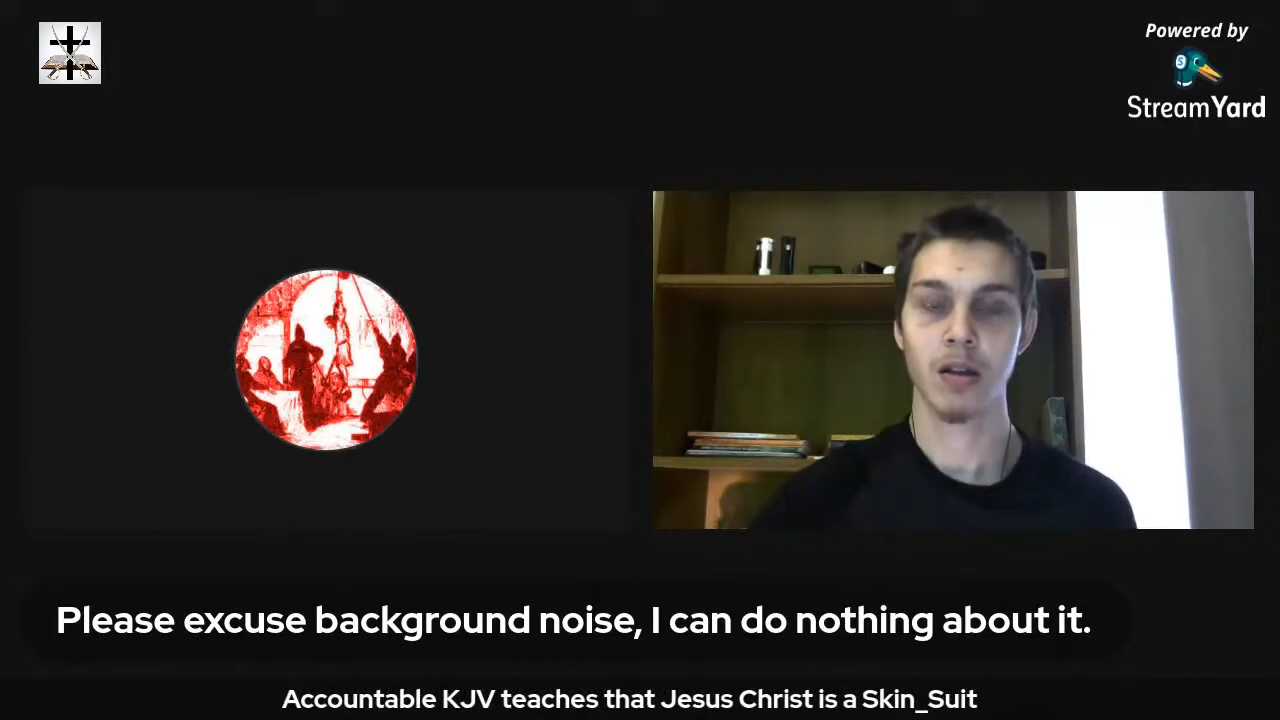 Powered by
S
StreamYard
Please excuse background noise, I can do nothing about it.
Accountable KJV teaches that Jesus Christ is a Skin_Suit